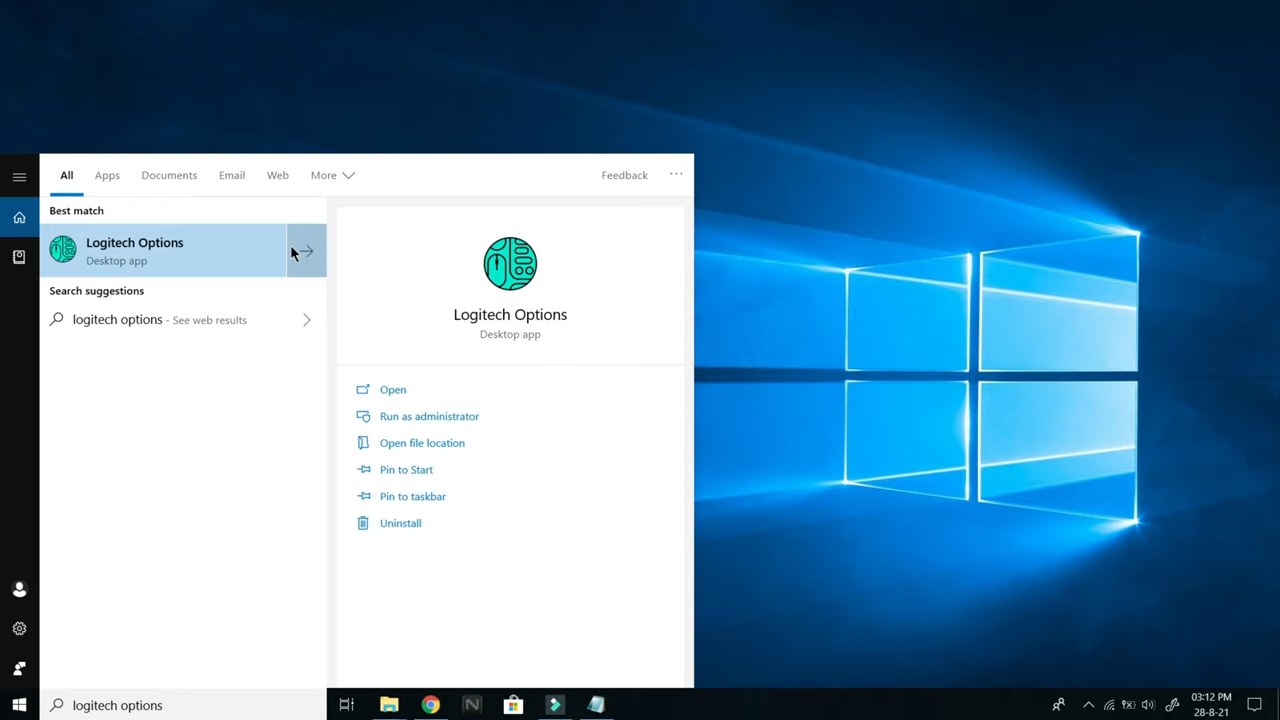 All Apps Documents Email Web More Feedback ...
Best match
Logitech Options
Desktop app
Search suggestions
logitech options - See web results
Logitech Options
Desktop app
Open
Run as administrator
Open file location
Pin to Start
Pin to taskbar
Uninstall
logitech options
03:12 PM
28-8-21